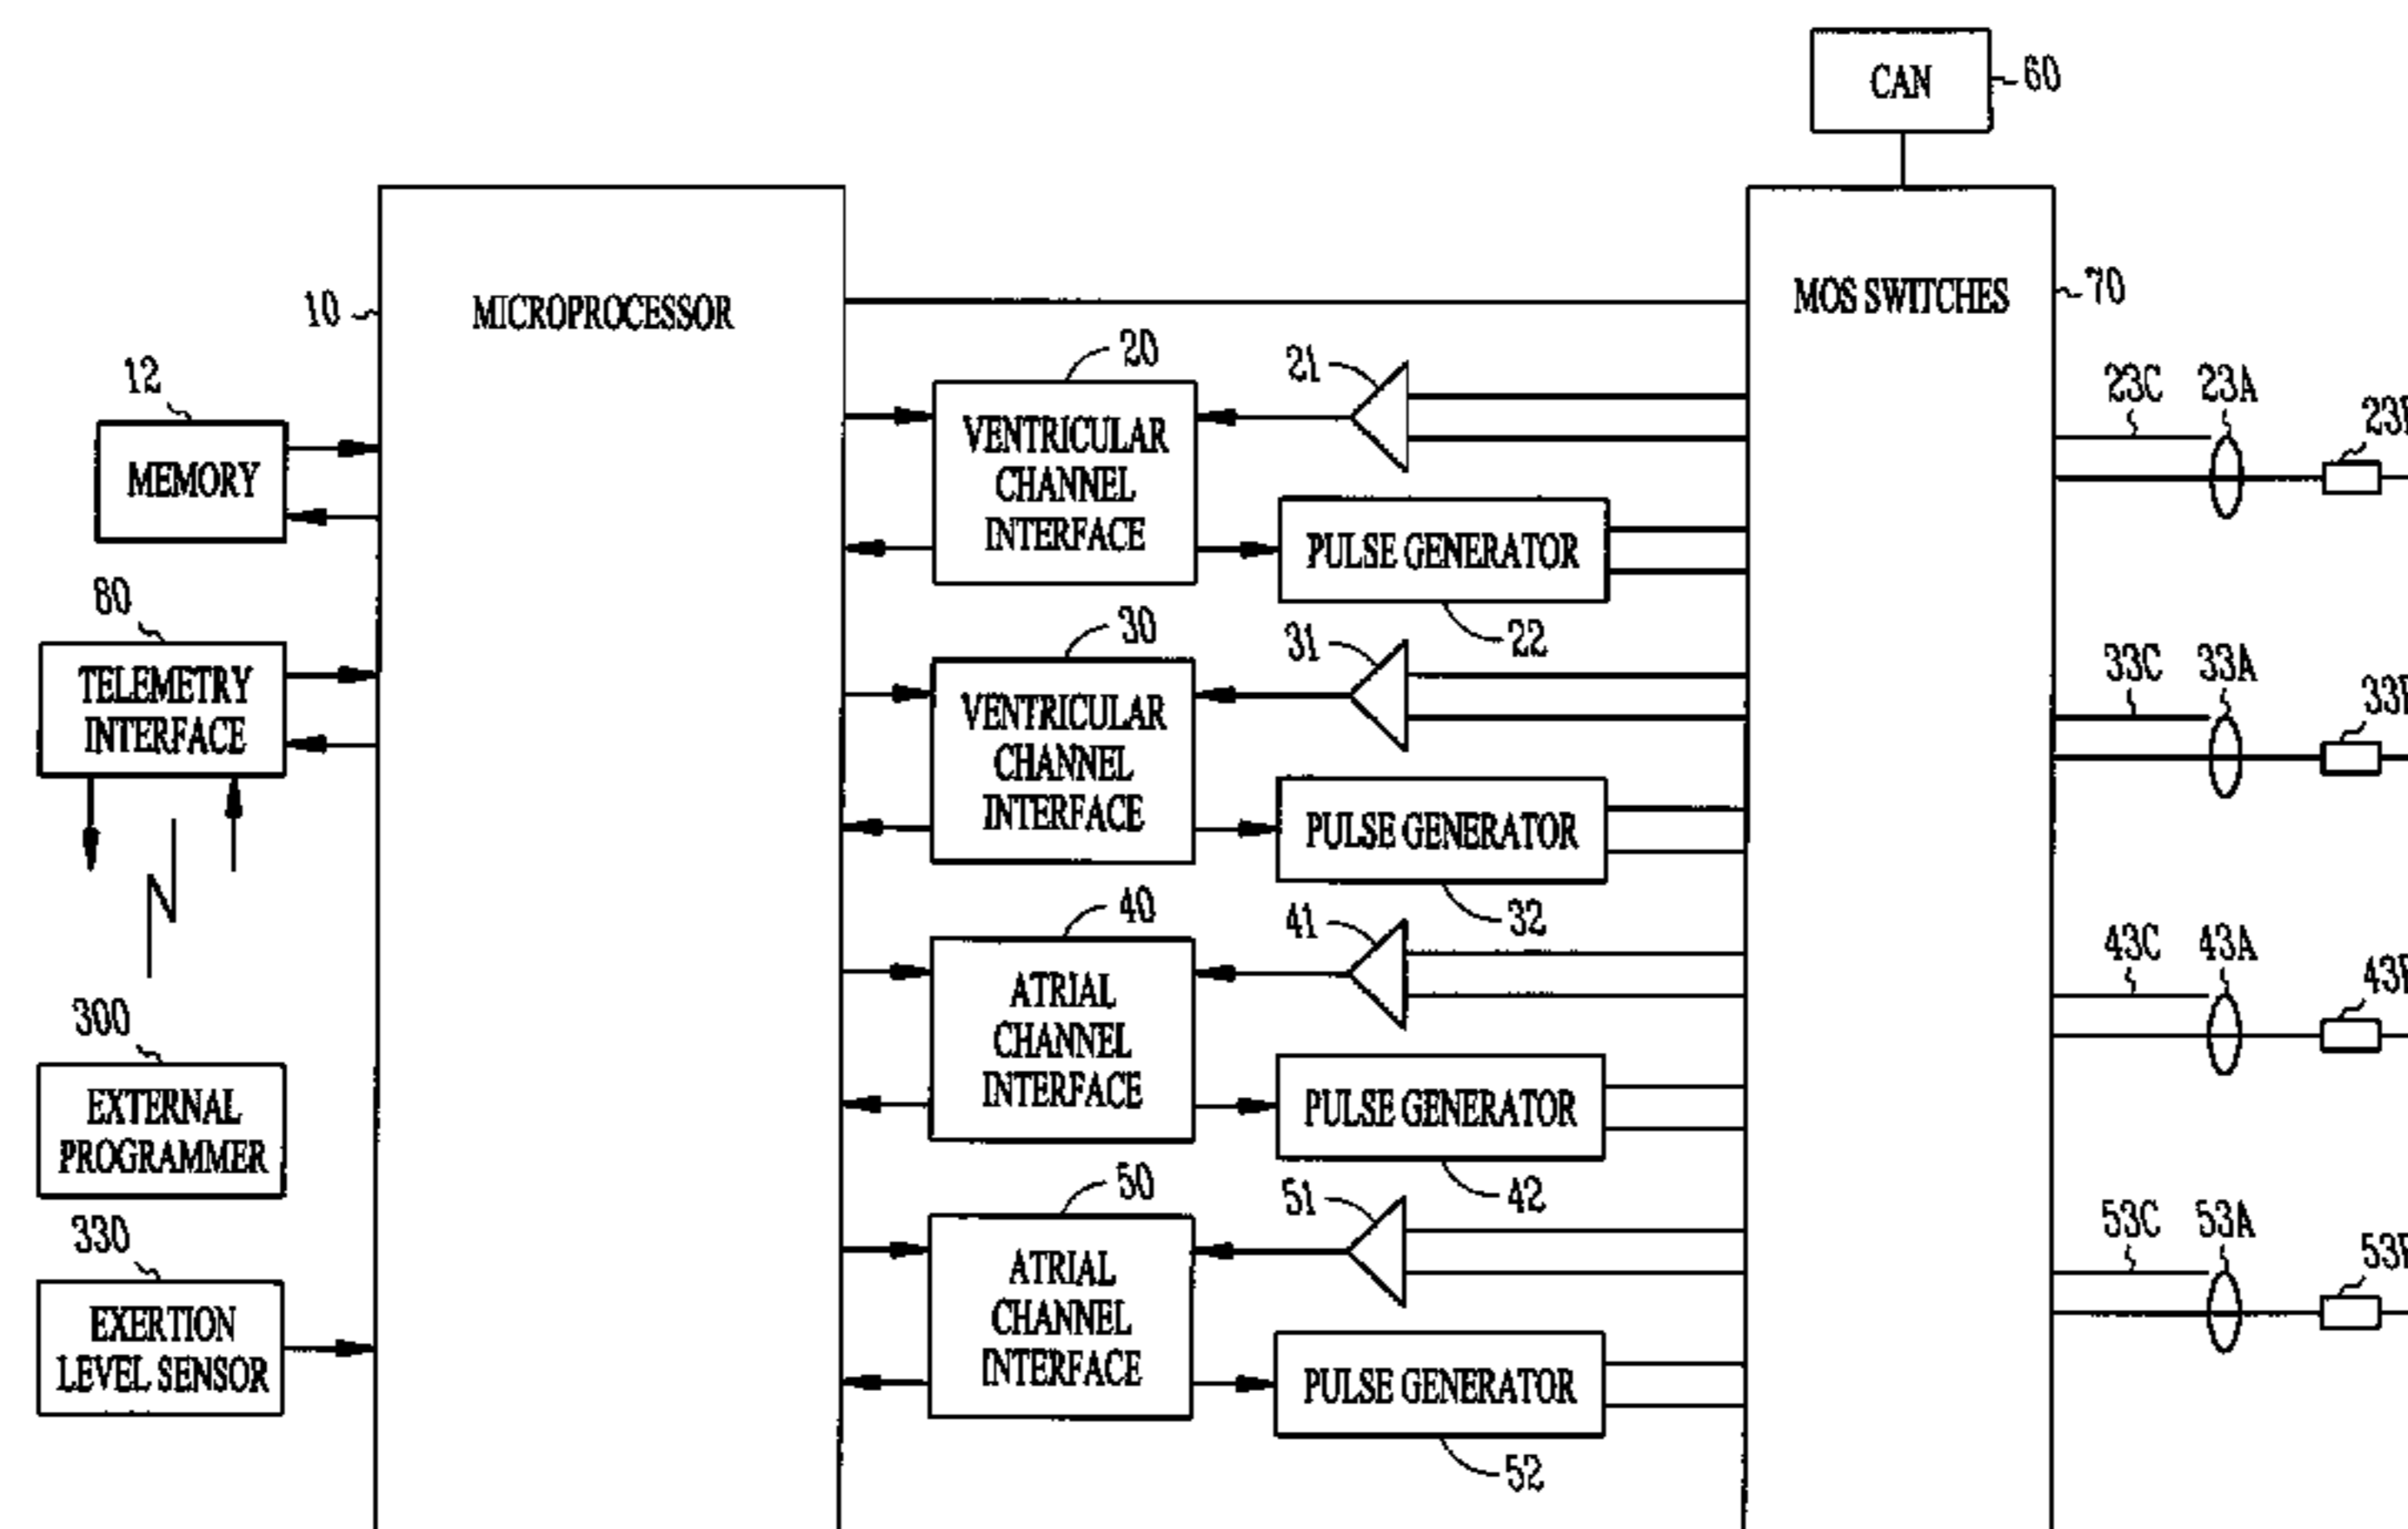 CAN
60
MICROPROCESSOR
10
MOS SWITCHES
70
12
MEMORY
20
VENTRICULAR
CHANNEL
INTERFACE
21
PULSE GENERATOR
22
23C
23A
80
TELEMETRY
INTERFACE
30
VENTRICULAR
CHANNEL
INTERFACE
31
PULSE GENERATOR
32
33C
33A
300
EXTERNAL
PROGRAMMER
40
ATRIAL
CHANNEL
INTERFACE
41
PULSE GENERATOR
42
43C
43A
330
EXERTION
LEVEL SENSOR
50
ATRIAL
CHANNEL
INTERFACE
51
PULSE GENERATOR
52
53C
53A